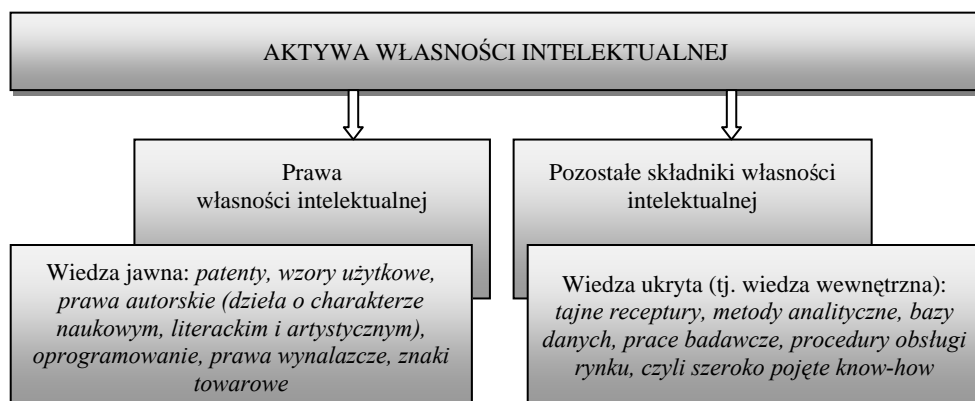 AKTYWA WŁASNOŚCI INTELEKTUALNEJ
Prawa
własności intelektualnej
Wiedza jawna: patenty, wzory użytkowe,
prawa autorskie (dzieła o charakterze
naukowym, literackim i artystycznym),
oprogramowanie, prawa wynalazcze, znaki
towarowe
Pozostałe składniki własności
intelektualnej
Wiedza ukryta (tj. wiedza wewnętrzna):
tajne receptury, metody analityczne, bazy
danych, prace badawcze, procedury obsługi
rynku, czyli szeroko pojęte know-how